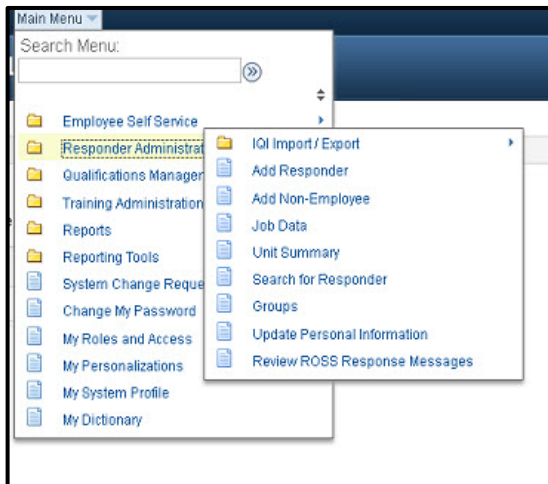 Main Menu
Search Menu:
Employee Self Service
Responder Administrat
Qualifications Manager
Training Administration
Reports
Reporting Tools
System Change Reque
Change My Password
My Roles and Access
My Personalizations
My System Profile
My Dictionary
IQI Import / Export
Add Responder
Add Non-Employee
Job Data
Unit Summary
Search for Responder
Groups
Update Personal Information
Review ROSS Response Messages